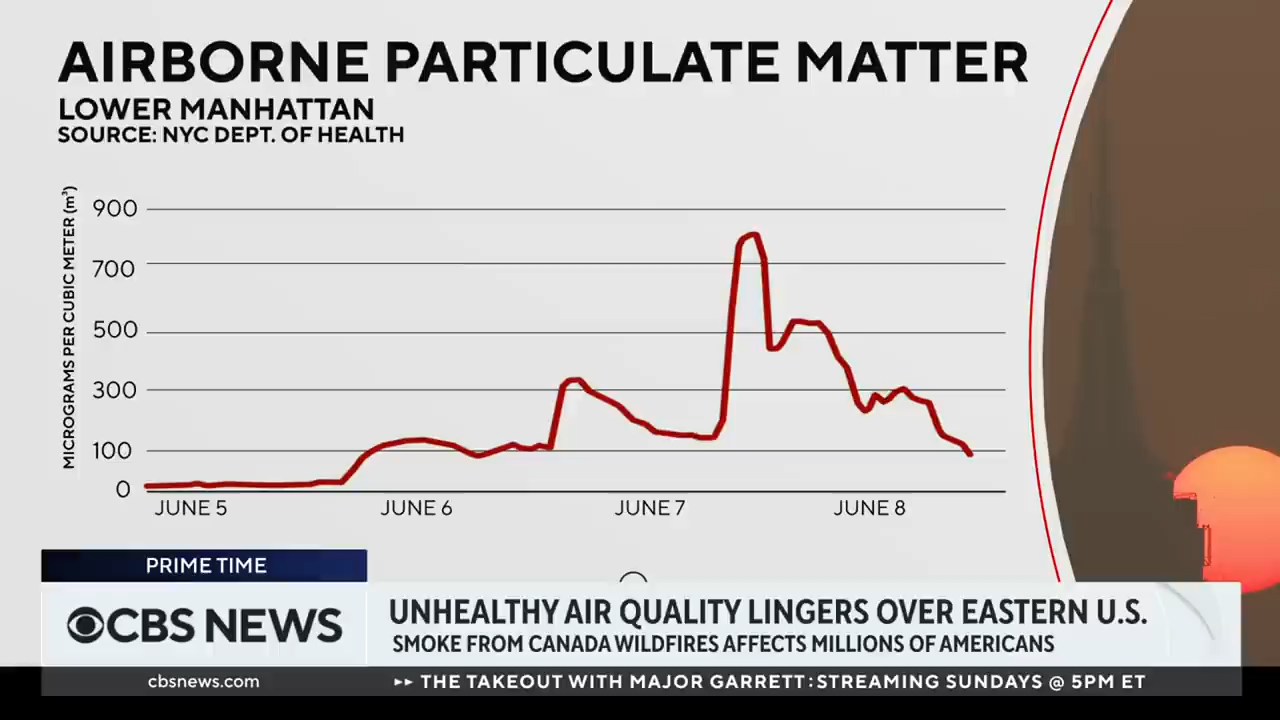 AIRBORNE PARTICULATE MATTER
LOWER MANHATTAN
SOURCE: NYC DEPT. OF HEALTH
MICROGRAMS PER CUBIC METER (m³)
900
700
500
300
100
0
JUNE 5
JUNE 6
JUNE 7
JUNE 8
PRIME TIME
CBS NEWS
UNHEALTHY AIR QUALITY LINGERS OVER EASTERN U.S.
SMOKE FROM CANADA WILDFIRES AFFECTS MILLIONS OF AMERICANS
cbsnews.com
▸▸ THE TAKEOUT WITH MAJOR GARRETT: STREAMING SUNDAYS @ 5PM ET